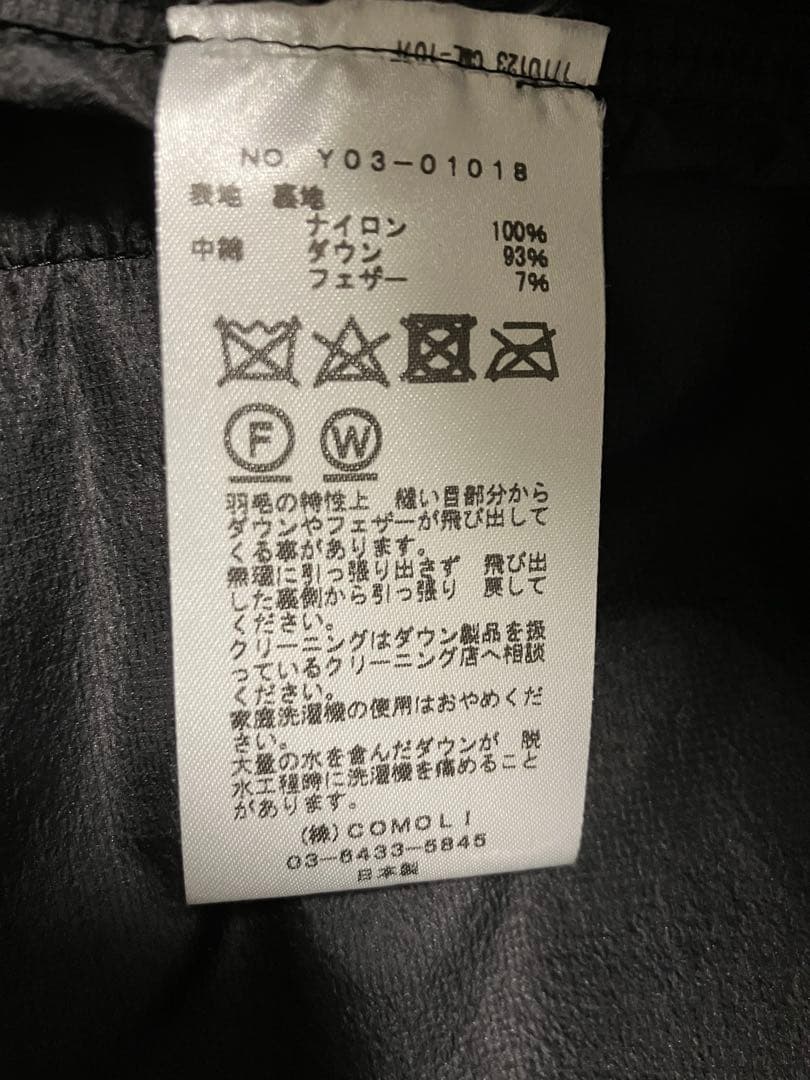 NO. Y03-01018
表地 裏地
ナイロン 100%
中綿 ダウン 93%
フェザー 7%
F W
羽毛の特性上 縫い目部分から
ダウンやフェザーが飛び出して
くる事があります。
無理に引っ張り出さず 飛び出
した裏側から引っ張り 戻して
ください。
クリーニングはダウン製品を扱
っているクリーニング店へ相談
ください。
家庭洗濯機の使用はおやめくだ
さい。
大量の水を含んだダウンが 脱
水工程時に洗濯機を痛めること
があります。
(株)COMOLI
03-6433-5845
日本製